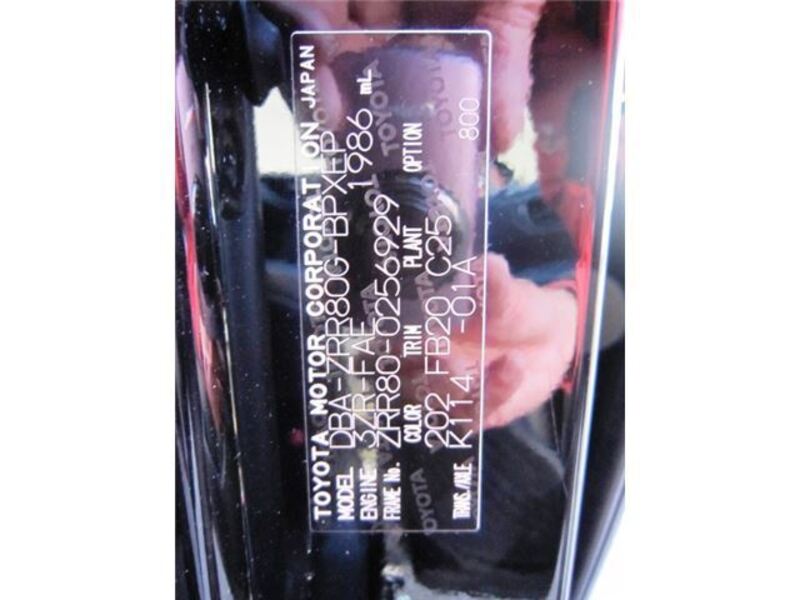 TOYOTA MOTOR CORPORATION JAPAN
MODEL DBA-ZRR80G-BPXEP
ENGINE 3ZR-FAE 1986 mL
FRAME No. ZRR80-0256929
COLOR TRIM PLANT OPTION
202 FB20 C25 800
TRANS/AXLE K114 -01A